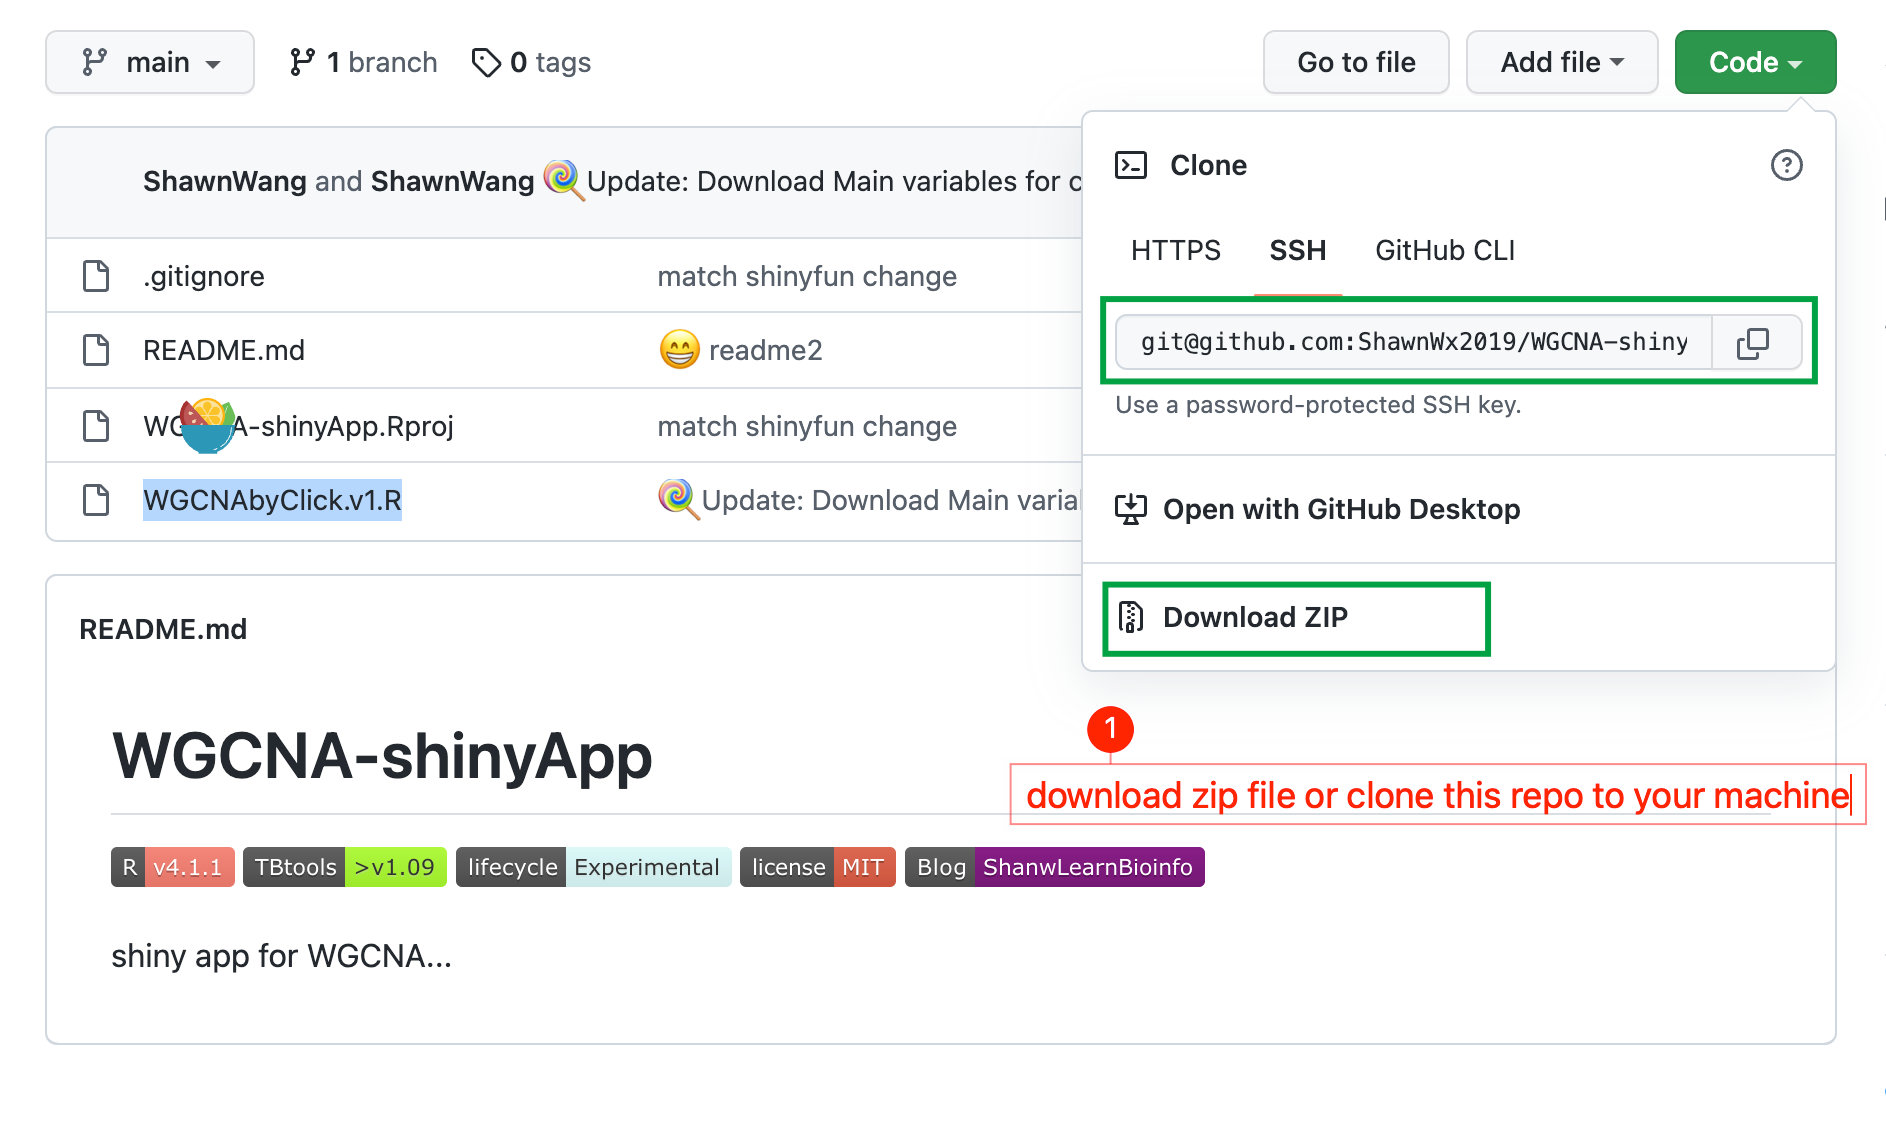 main
1 branch
0 tags
Go to file
Add file
Code
ShawnWang and ShawnWang Update: Download Main variables for
Clone
HTTPS SSH GitHub CLI
git@github.com:ShawnWx2019/WGCNA-shiny
Use a password-protected SSH key.
Open with GitHub Desktop
Download ZIP
.gitignore match shinyfun change
README.md readme2
A-shinyApp.Rproj match shinyfun change
WGCNAbyClick.v1.R Update: Download Main
README.md
1
download zip file or clone this repo to your machine
WGCNA-shinyApp
R v4.1.1 TBtools >v1.09 lifecycle Experimental license MIT Blog ShanwLearnBioinfo
shiny app for WGCNA...